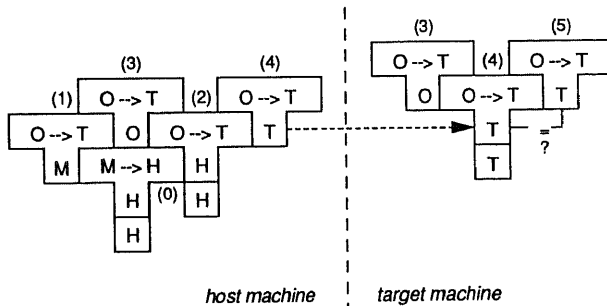 (3) (5)
(3) (4) O-->T (4) O-->T
(1) O-->T (2) O-->T O O-->T T
O-->T O O-->T T T = ?
M M-->H H T
H (0) H
H
host machine target machine